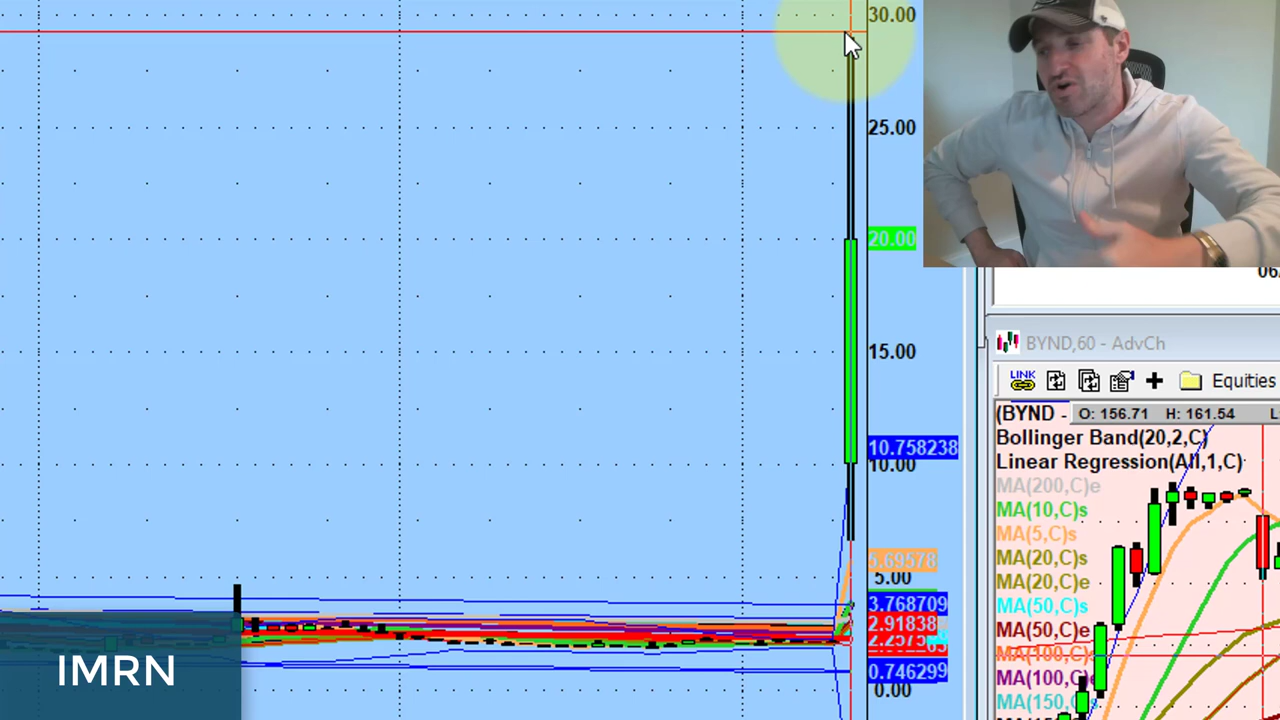 30.00
25.00
20.00
15.00
10.758238
10.00
5.69578
5.00
3.768709
2.91838
0.746299
0.00
IMRN
06
BYND,60 - AdvCh
LINK
Equities
(BYND - O: 156.71 H: 161.54 L:
Bollinger Band(20,2,C)
Linear Regression(All,1,C)
MA(200,C)e
MA(10,C)s
MA(5,C)s
MA(20,C)s
MA(20,C)e
MA(50,C)s
MA(50,C)e
MA(100,C)s
MA(100,C)e
MA(150,C)s